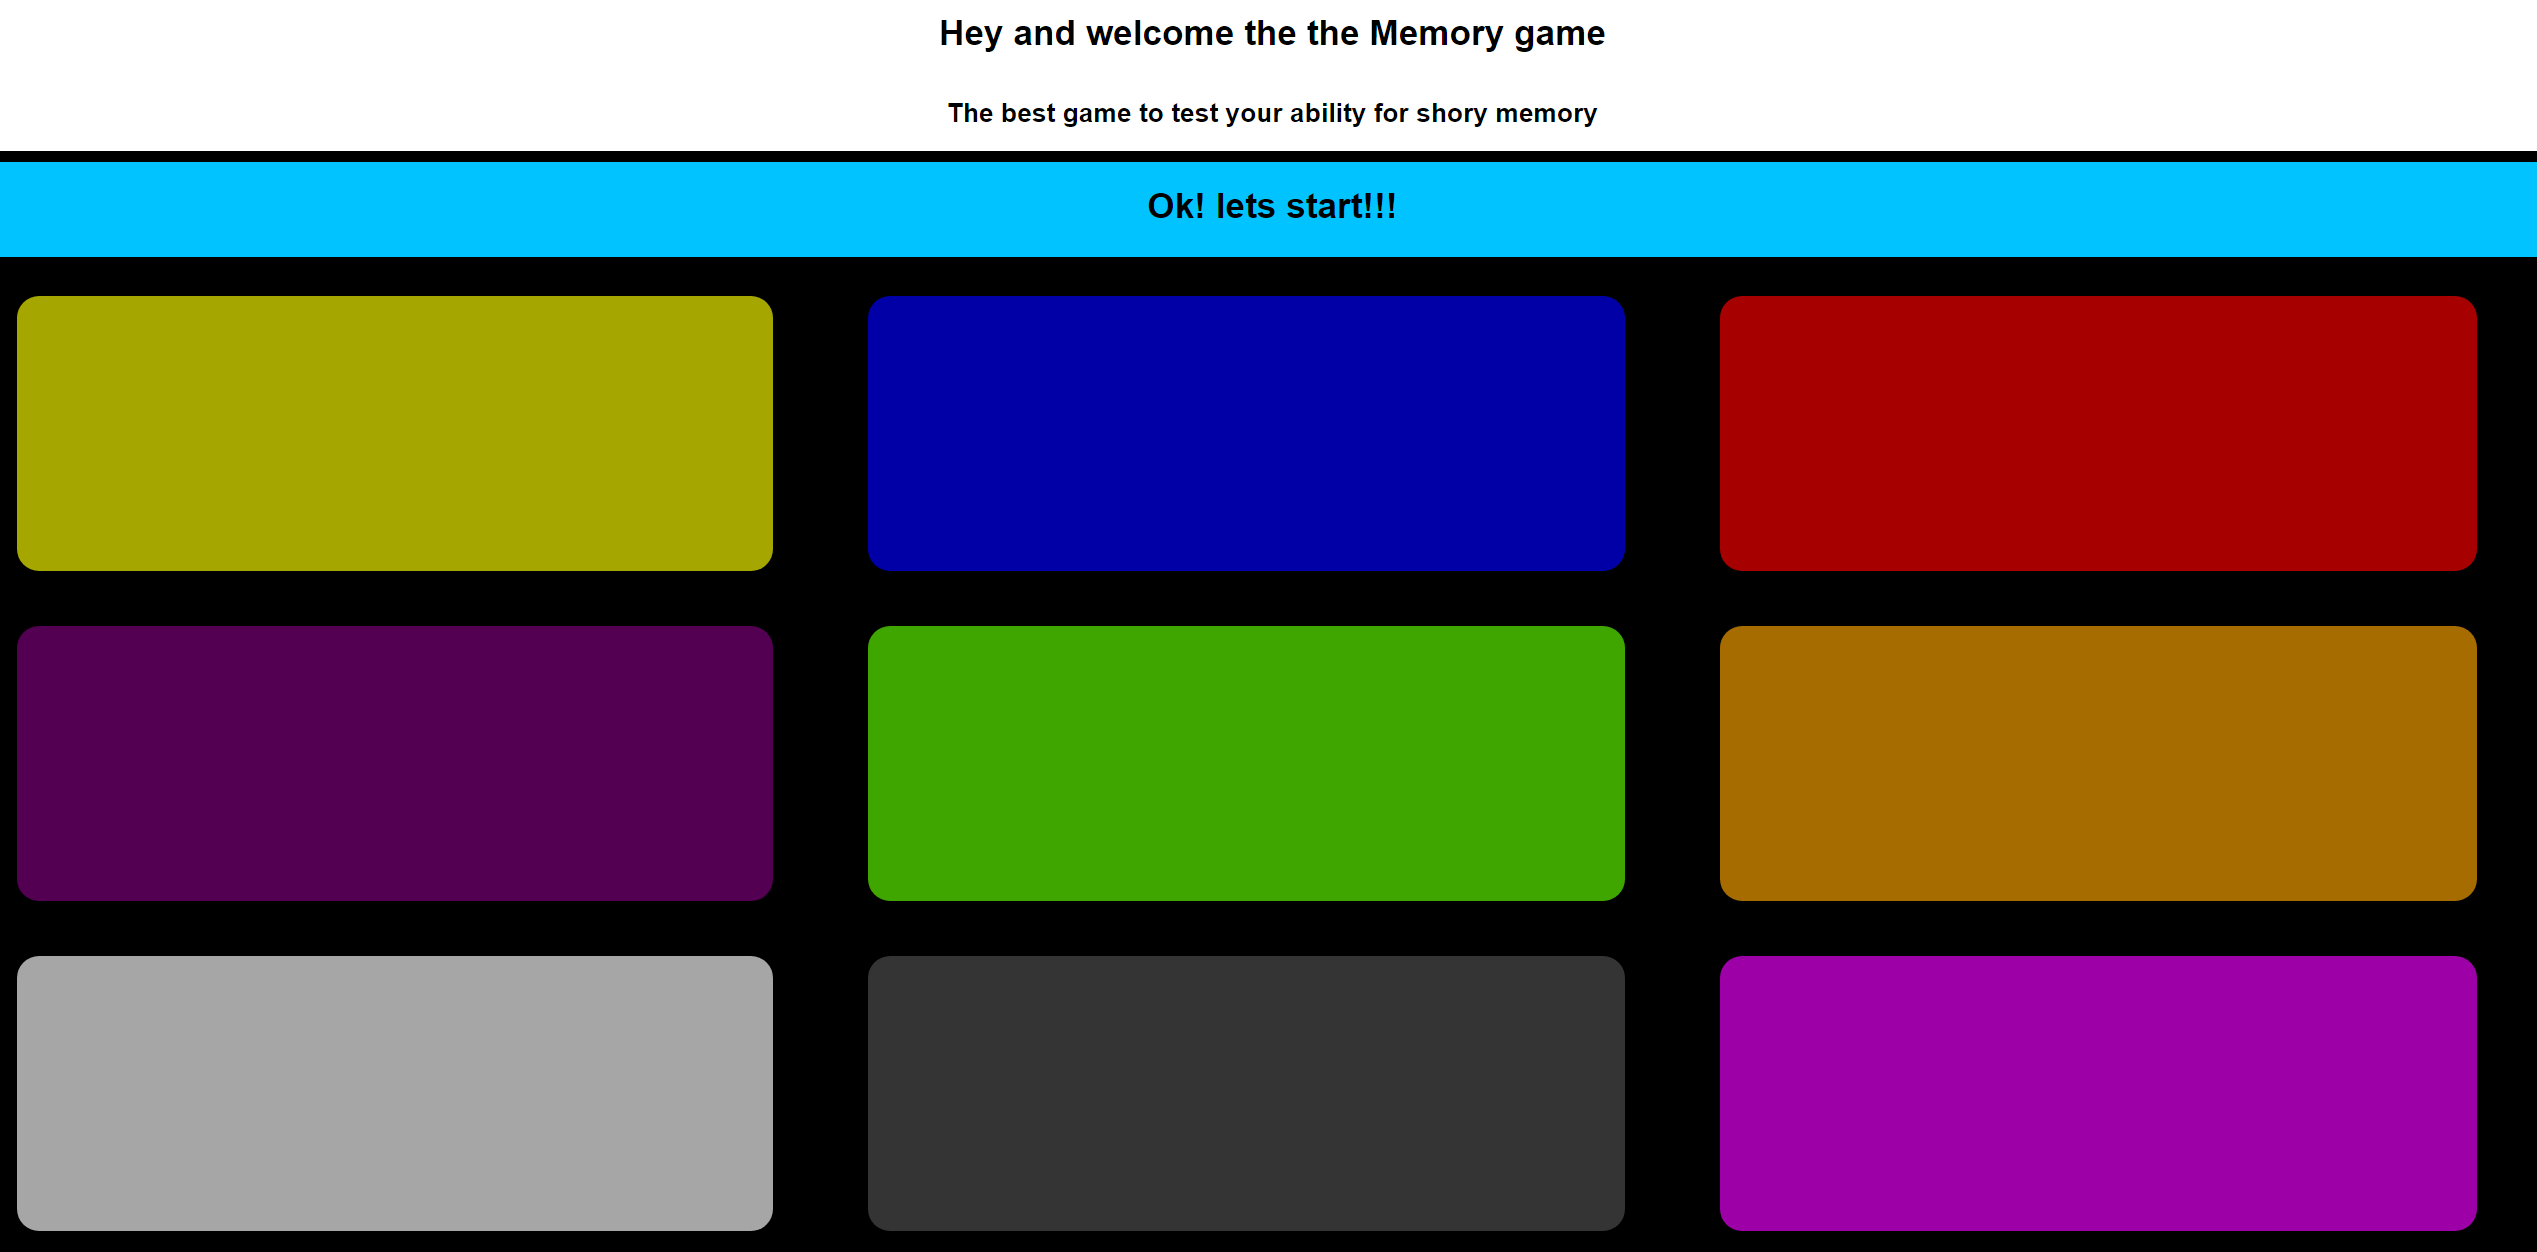 Hey and welcome the the Memory game
The best game to test your ability for shory memory
Ok! lets start!!!